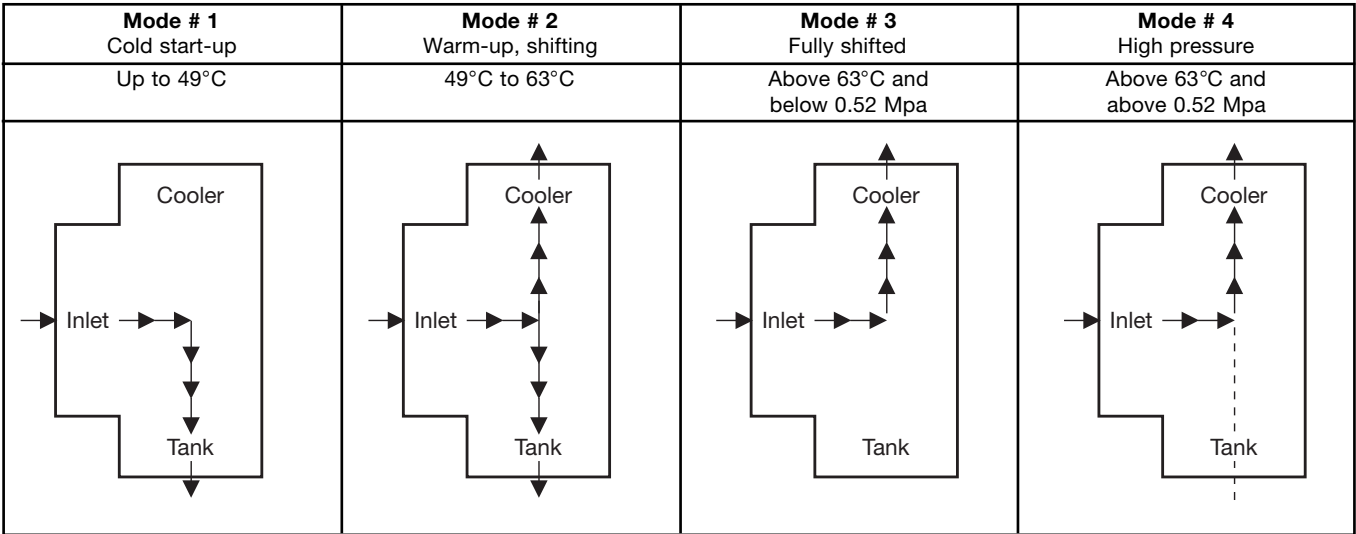 Mode # 1
Cold start-up
Mode # 2
Warm-up, shifting
Mode # 3
Fully shifted
Mode # 4
High pressure
Up to 49°C
49°C to 63°C
Above 63°C and
below 0.52 Mpa
Above 63°C and
above 0.52 Mpa
Cooler
Inlet
Tank
Cooler
Inlet
Tank
Cooler
Inlet
Tank
Cooler
Inlet
Tank